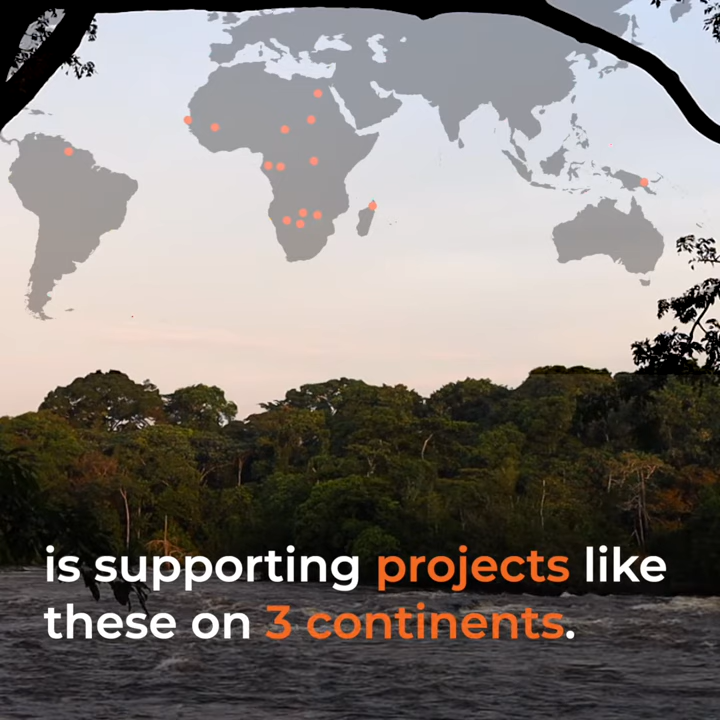 is supporting projects like
these on 3 continents.